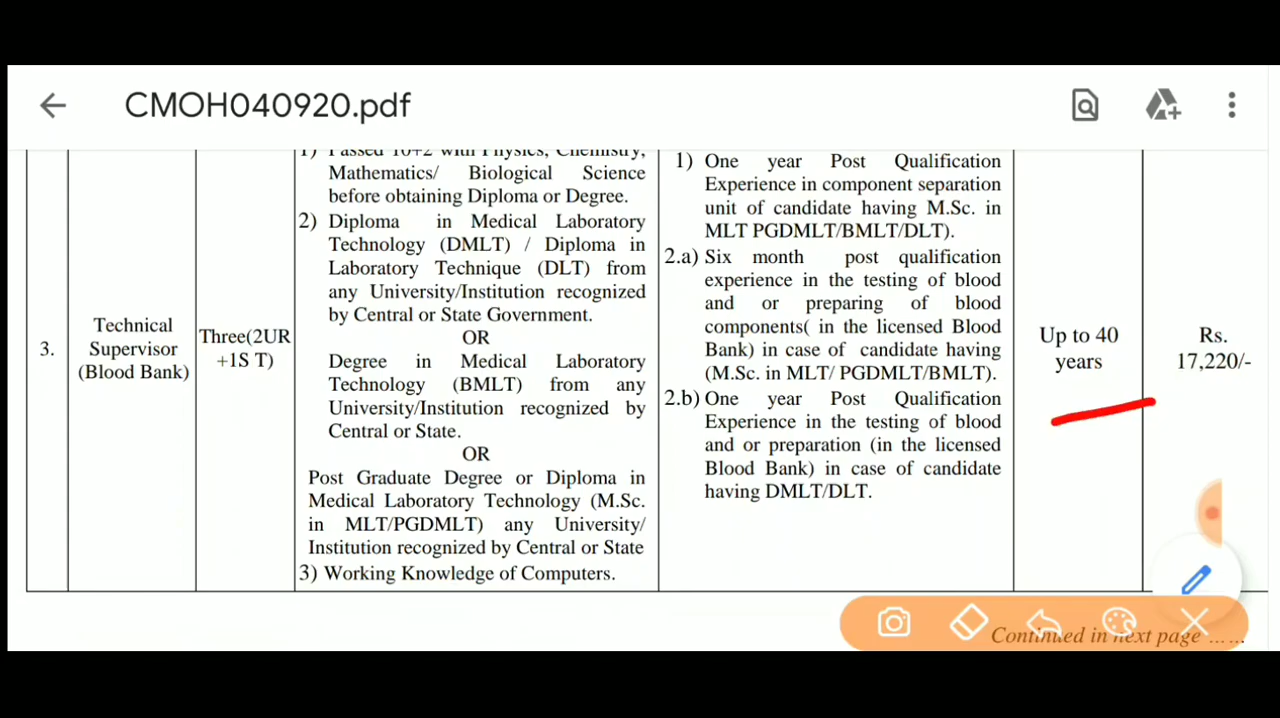 CMOH040920.pdf
1) Passed 10+2 with Physics, Chemistry,
Mathematics/ Biological Science
before obtaining Diploma or Degree.
2) Diploma in Medical Laboratory
Technology (DMLT) / Diploma in
Laboratory Technique (DLT) from
any University/Institution recognized
by Central or State Government.
OR
Degree in Medical Laboratory
Technology (BMLT) from any
University/Institution recognized by
Central or State.
OR
Post Graduate Degree or Diploma in
Medical Laboratory Technology (M.Sc.
in MLT/PGDMLT) any University/
Institution recognized by Central or State
3) Working Knowledge of Computers.
1) One year Post Qualification
Experience in component separation
unit of candidate having M.Sc. in
MLT PGDMLT/BMLT/DLT).
2.a) Six month post qualification
experience in the testing of blood
and or preparing of blood
components( in the licensed Blood
Bank) in case of candidate having
(M.Sc. in MLT/ PGDMLT/BMLT).
2.b) One year Post Qualification
Experience in the testing of blood
and or preparation (in the licensed
Blood Bank) in case of candidate
having DMLT/DLT.
3.
Technical
Supervisor
(Blood Bank)
Three(2UR
+1S T)
Up to 40
years
Rs.
17,220/-
Continued in next page ……